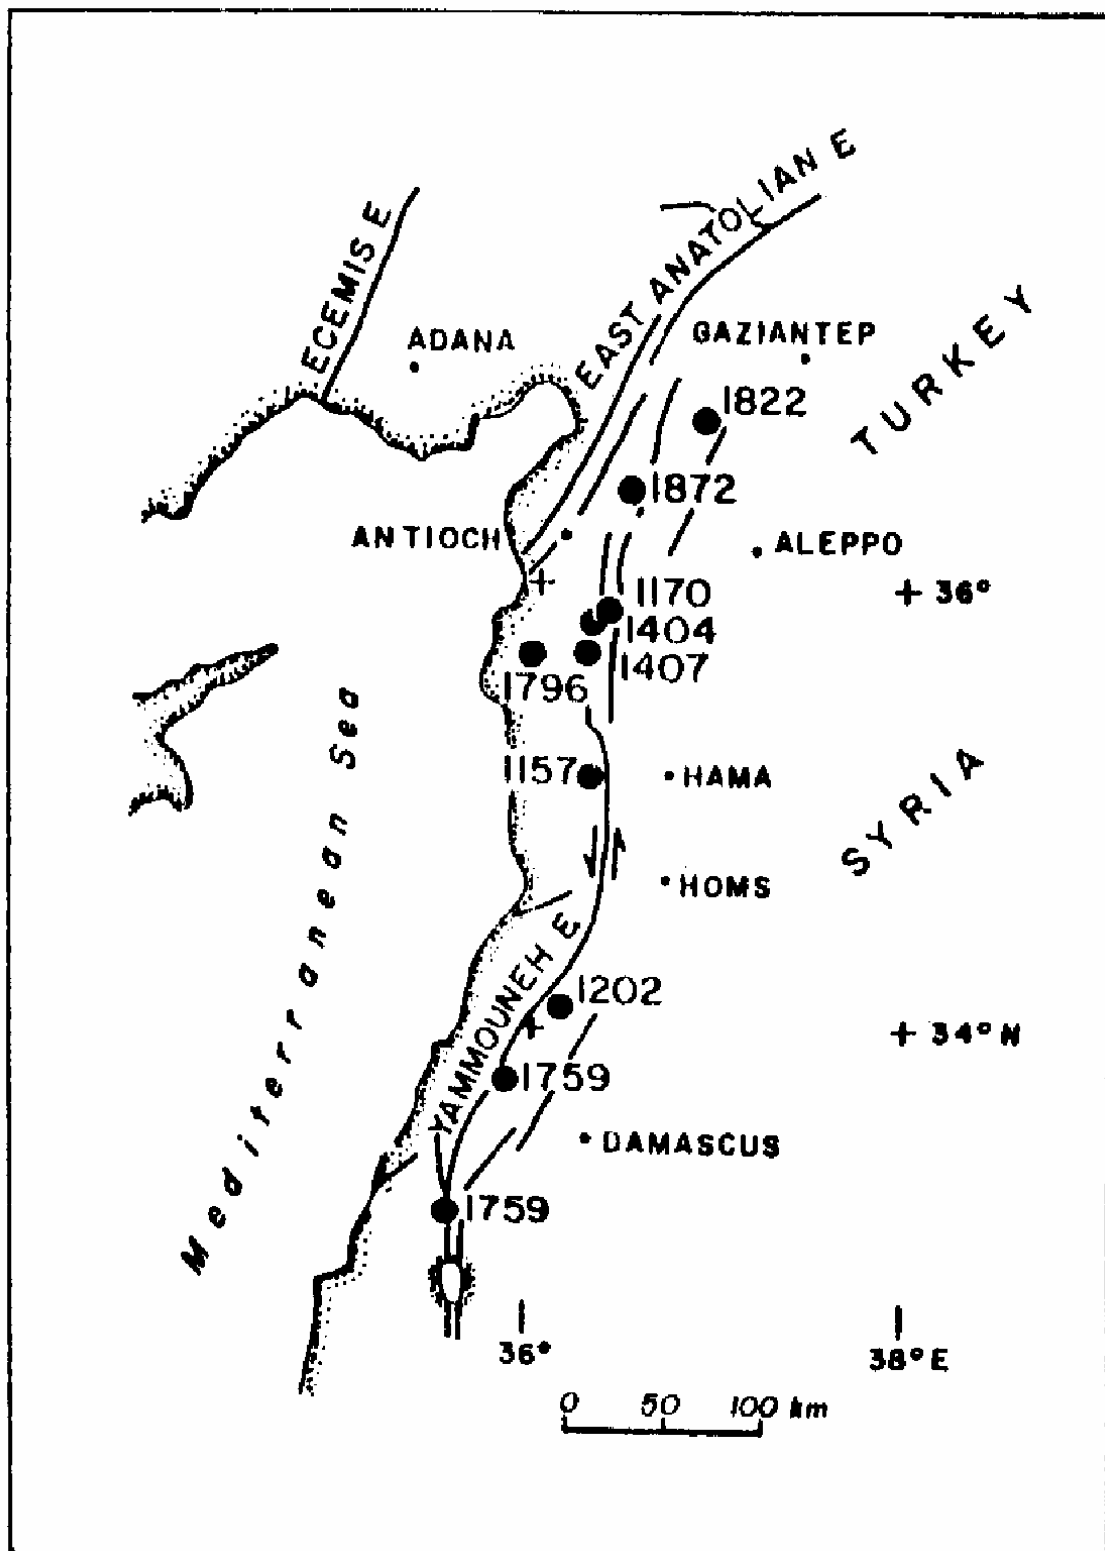 ECEMIS F
EAST ANATOLIAN F
ADANA
GAZIANTEP
TURKEY
1822
1872
ANTIOCH
ALEPPO
1170
36°
1404
1407
1796
1157
HAMA
SYRIA
HOMS
Mediterranean Sea
YAMMOUNEH F
1202
34° N
1759
DAMASCUS
1759
36°
38° E
0 50 100 km